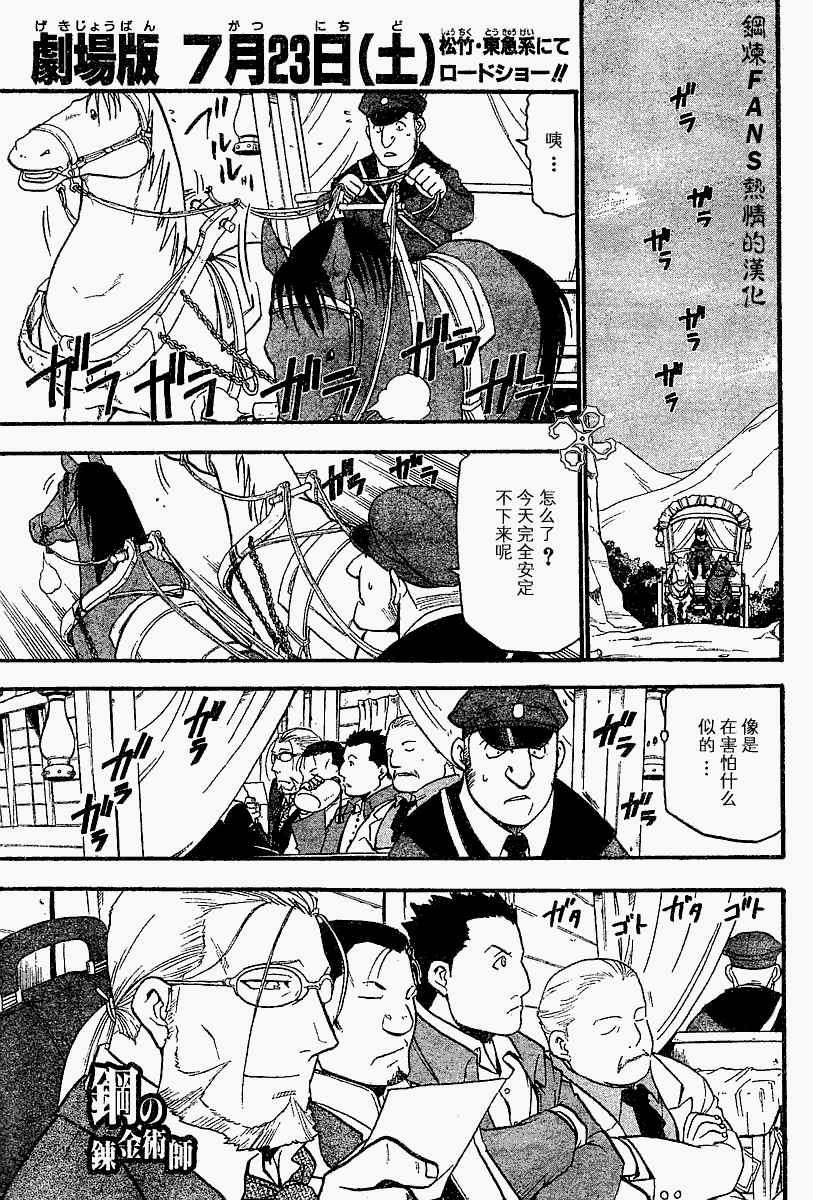 げきじょうばん がつ にち ど
劇場版 7月23日(土)
しょうちく とうきゅうけい
松竹・東急系にて
ロードショー!!
鋼煉FANS熱情的漢化
ガラ
ガラ
ガラ
ガラ
ガラ
咦…
ブル
ブルル
ガラ
ガラ
ガラ
ガラ
ガラ
怎么了?
今天完全安定
不下来呢
ガラ
ガラ
像是
在害怕什么
似的…
ガラ
ガラ
ガラ
ガラ
ガラ
ゴト
ガタ
ゴト
ガタ
鋼の
錬金術師